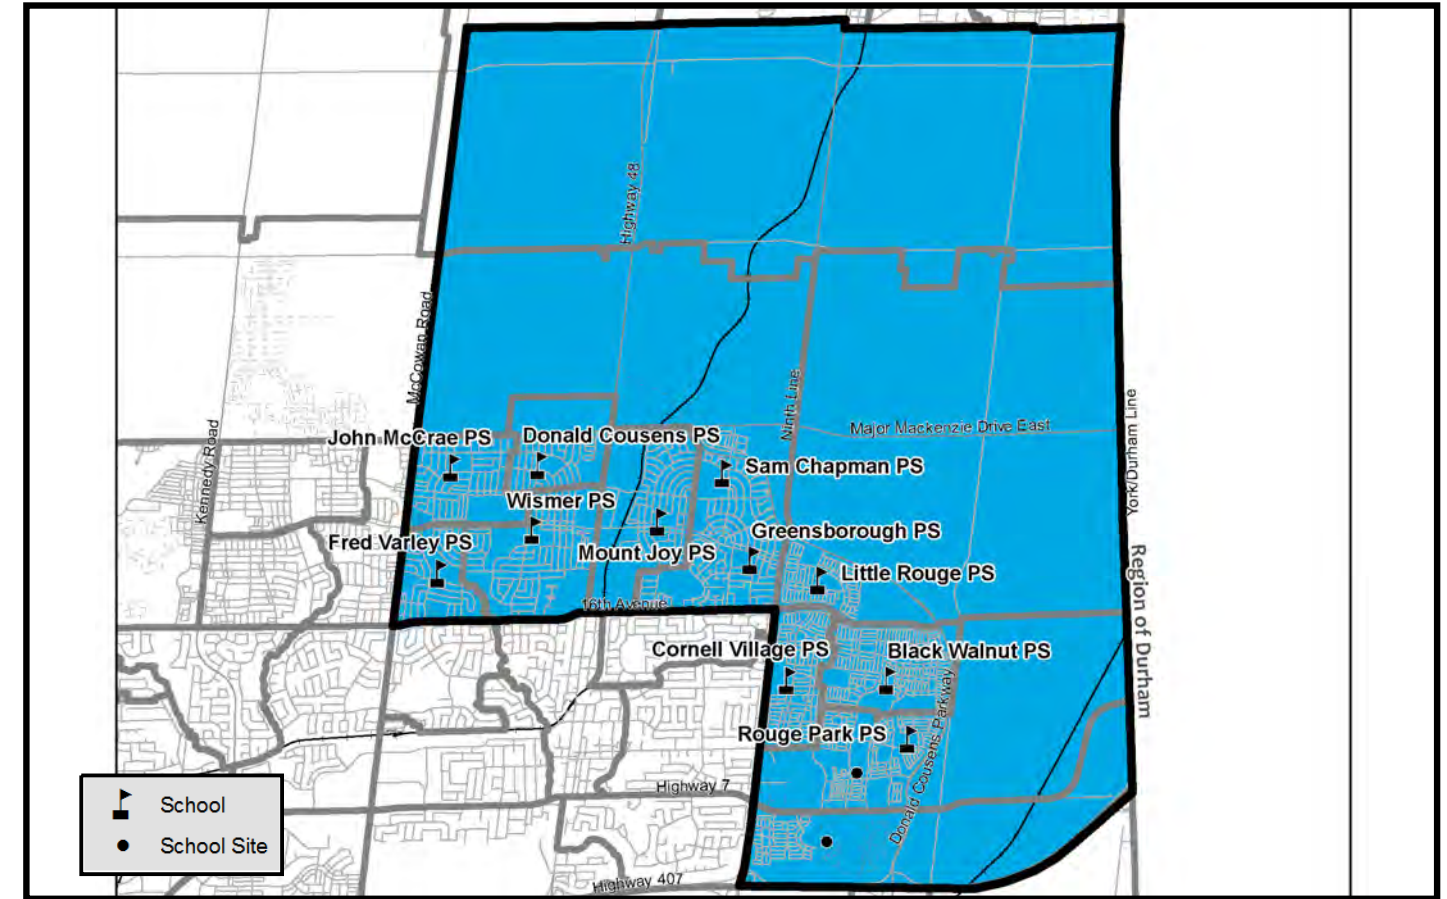 Highway 48
McCowan Road
Ninth Line
Major Mackenzie Drive East
York/Durham Line
Kennedy Road
John McCrae PS
Donald Cousens PS
Sam Chapman PS
Wismer PS
Greensborough PS
Fred Varley PS
Mount Joy PS
Little Rouge PS
16th Avenue
Region of Durham
Cornell Village PS
Black Walnut PS
Rouge Park PS
Donald Cousens Parkway
Highway 7
Highway 407
School
School Site